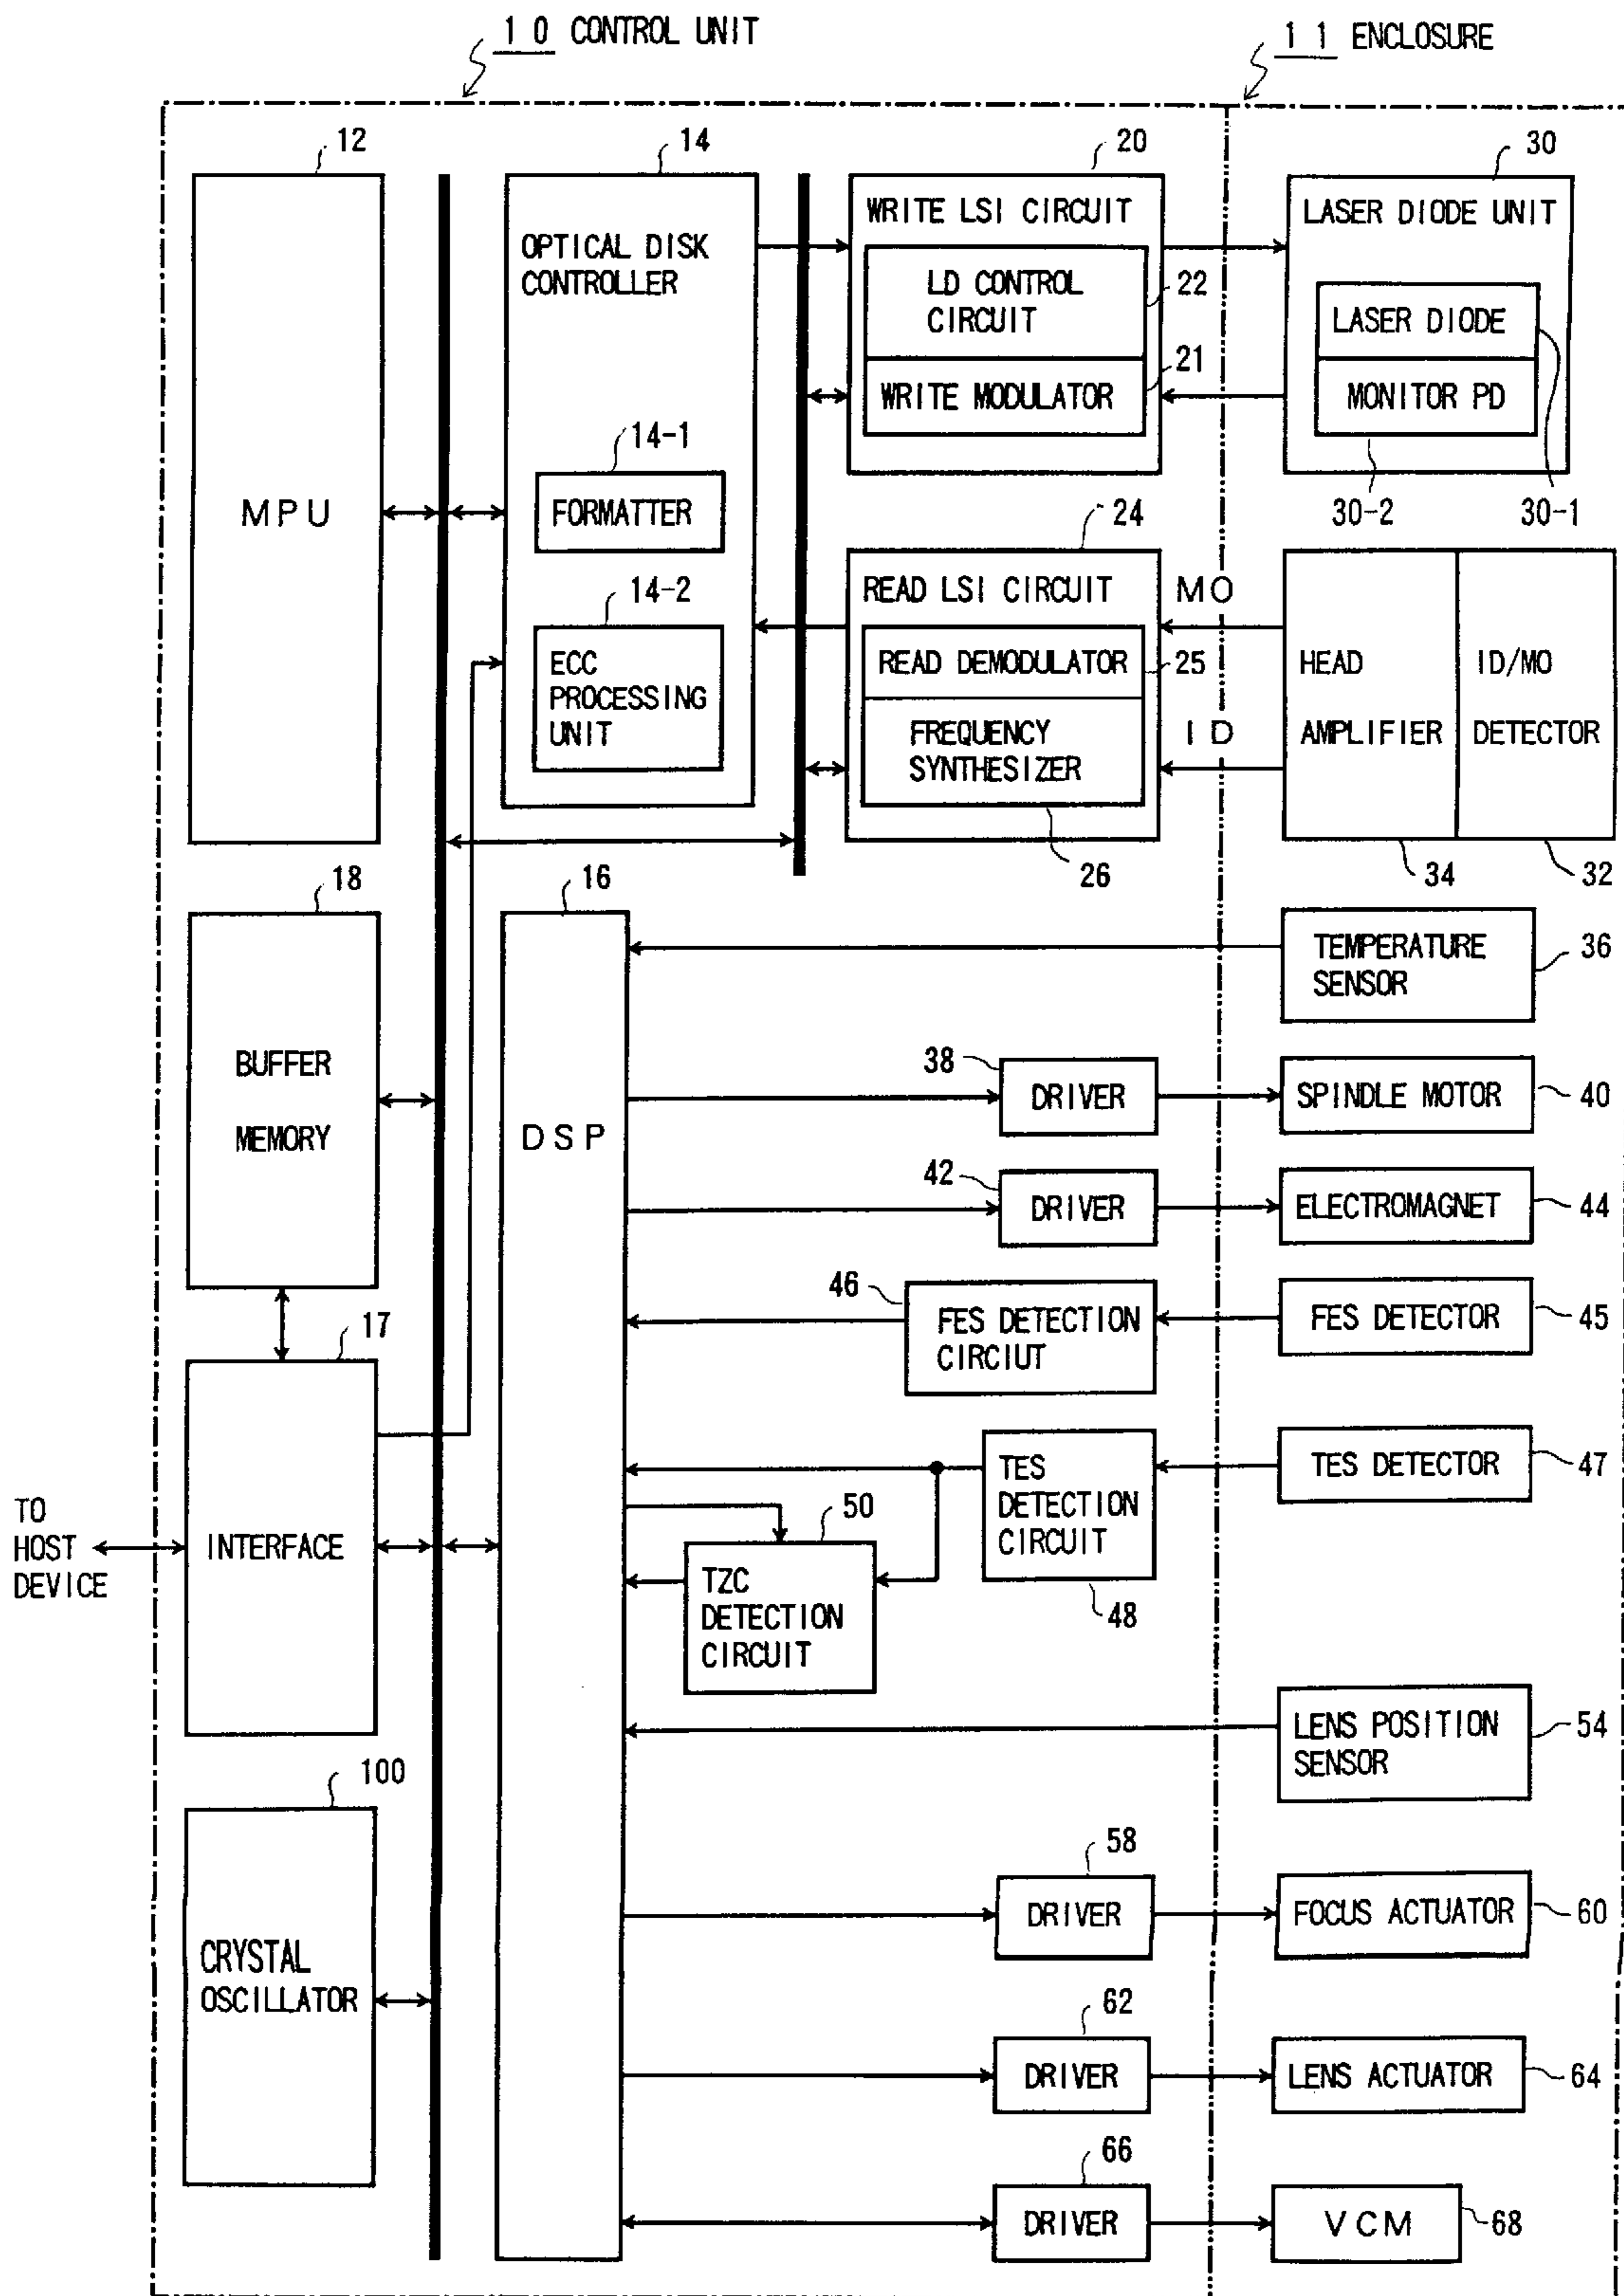 1 0 CONTROL UNIT
1 1 ENCLOSURE
12
14
20
30
MPU
OPTICAL DISK
CONTROLLER
14-1
FORMATTER
14-2
ECC
PROCESSING
UNIT
WRITE LSI CIRCUIT
LD CONTROL
CIRCUIT
22
WRITE MODULATOR
21
LASER DIODE UNIT
LASER DIODE
MONITOR PD
30-2
30-1
24
READ LSI CIRCUIT
READ DEMODULATOR
25
FREQUENCY
SYNTHESIZER
26
MO
ID
HEAD
AMPLIFIER
34
ID/MO
DETECTOR
32
18
BUFFER
MEMORY
16
DSP
TEMPERATURE
SENSOR
36
38
DRIVER
SPINDLE MOTOR
40
42
DRIVER
ELECTROMAGNET
44
46
FES DETECTION
CIRCIUT
FES DETECTOR
45
17
INTERFACE
TO
HOST
DEVICE
TES
DETECTION
CIRCUIT
48
TES DETECTOR
47
50
TZC
DETECTION
CIRCUIT
LENS POSITION
SENSOR
54
100
CRYSTAL
OSCILLATOR
58
DRIVER
FOCUS ACTUATOR
60
62
DRIVER
LENS ACTUATOR
64
66
DRIVER
VCM
68